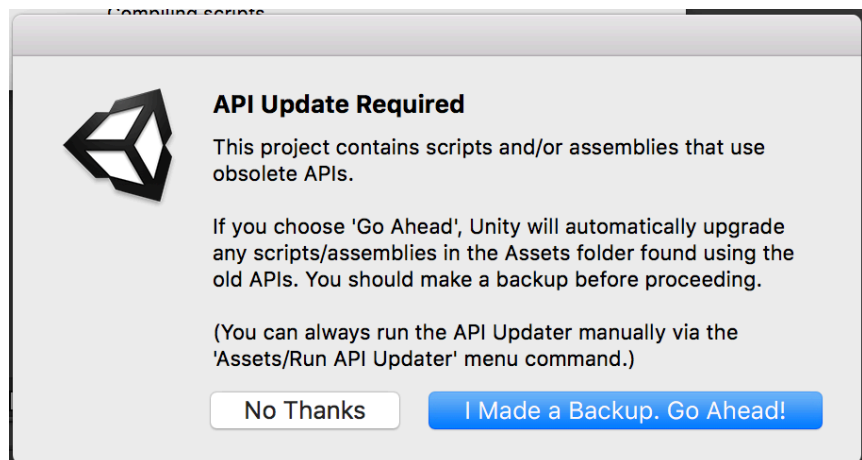 Compiling scripts
API Update Required
This project contains scripts and/or assemblies that use
obsolete APIs.
If you choose 'Go Ahead', Unity will automatically upgrade
any scripts/assemblies in the Assets folder found using the
old APIs. You should make a backup before proceeding.
(You can always run the API Updater manually via the
'Assets/Run API Updater' menu command.)
No Thanks
I Made a Backup. Go Ahead!